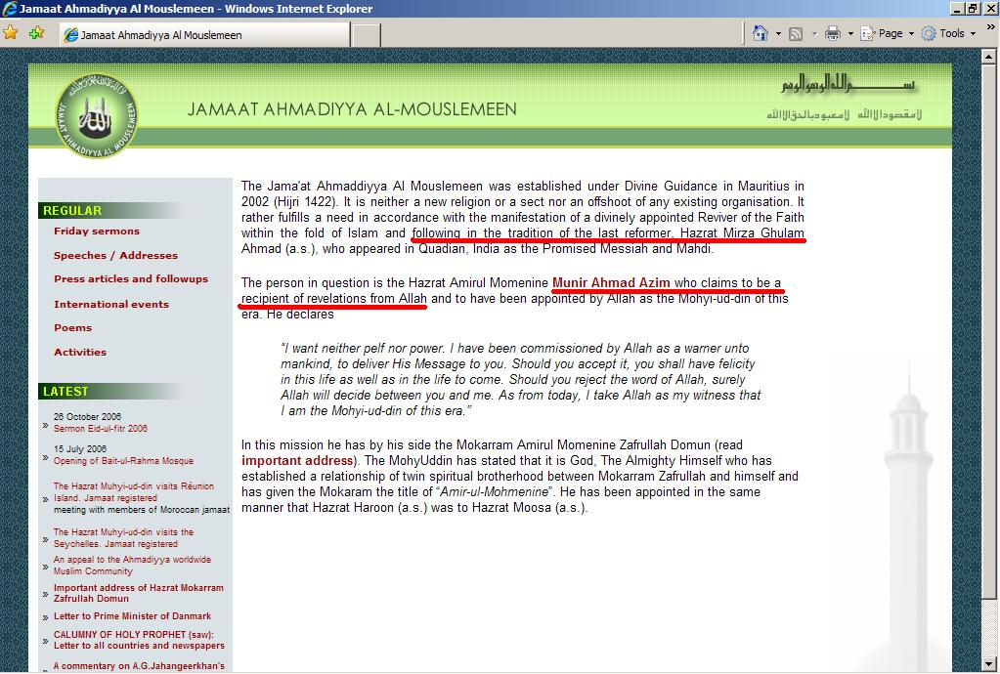 Jamaat Ahmadiyya Al Mouslemeen - Windows Internet Explorer
Jamaat Ahmadiyya Al Mouslemeen
Page
Tools
JAMAAT AHMADIYYA AL MOUSLEMEEN
JAMAAT AHMADIYYA AL-MOUSLEMEEN
REGULAR
Friday sermons
Speeches / Addresses
Press articles and followups
International events
Poems
Activities
LATEST
26 October 2006
» Sermon Eid-ul-fitr 2006
15 July 2006
» Opening of Bait-ul-Rahma Mosque
The Hazrat Muhyi-ud-din visits Réunion
» Island. Jamaat registered
meeting with members of Moroccan jamaat
The Hazrat Muhyi-ud-din visits the
» Seychelles. Jamaat registered
An appeal to the Ahmadiyya worldwide
» Muslim Community
Important address of Hazrat Mokarram
» Zafrullah Domun
» Letter to Prime Minister of Danmark
CALUMNY OF HOLY PROPHET (saw):
» Letter to all countries and newspapers
A commentary on A.G.Jahangeerkhan's
The Jama'at Ahmaddiyya Al Mouslemeen was established under Divine Guidance in Mauritius in
2002 (Hijri 1422). It is neither a new religion or a sect nor an offshoot of any existing organisation. It
rather fulfills a need in accordance with the manifestation of a divinely appointed Reviver of the Faith
within the fold of Islam and following in the tradition of the last reformer, Hazrat Mirza Ghulam
Ahmad (a.s.), who appeared in Quadian, India as the Promised Messiah and Mahdi.
The person in question is the Hazrat Amirul Momenine Munir Ahmad Azim who claims to be a
recipient of revelations from Allah and to have been appointed by Allah as the Mohyi-ud-din of this
era. He declares
“I want neither pelf nor power. I have been commissioned by Allah as a warner unto
mankind, to deliver His Message to you. Should you accept it, you shall have felicity
in this life as well as in the life to come. Should you reject the word of Allah, surely
Allah will decide between you and me. As from today, I take Allah as my witness that
I am the Mohyi-ud-din of this era.”
In this mission he has by his side the Mokarram Amirul Momenine Zafrullah Domun (read
important address). The MohyUddin has stated that it is God, The Almighty Himself who has
established a relationship of twin spiritual brotherhood between Mokarram Zafrullah and himself and
has given the Mokaram the title of “Amir-ul-Mohmenine”. He has been appointed in the same
manner that Hazrat Haroon (a.s.) was to Hazrat Moosa (a.s.).